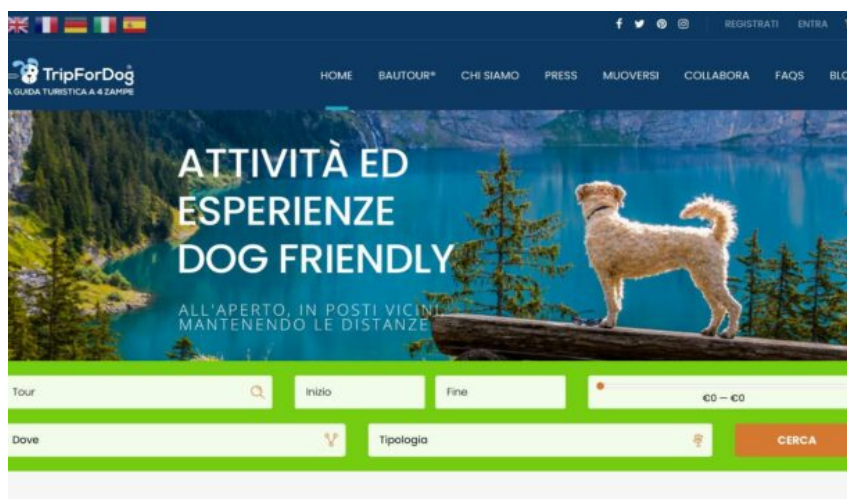 REGISTRATI ENTRA
TripForDog
A GUIDA TURISTICA A 4 ZAMPE
HOME BAUTOUR® CHI SIAMO PRESS MUOVERSI COLLABORA FAQS BLO
ATTIVITÀ ED
ESPERIENZE
DOG FRIENDLY
ALL'APERTO, IN POSTI VICINI,
MANTENENDO LE DISTANZE
Tour Inizio Fine €0 — €0
Dove Tipologia CERCA